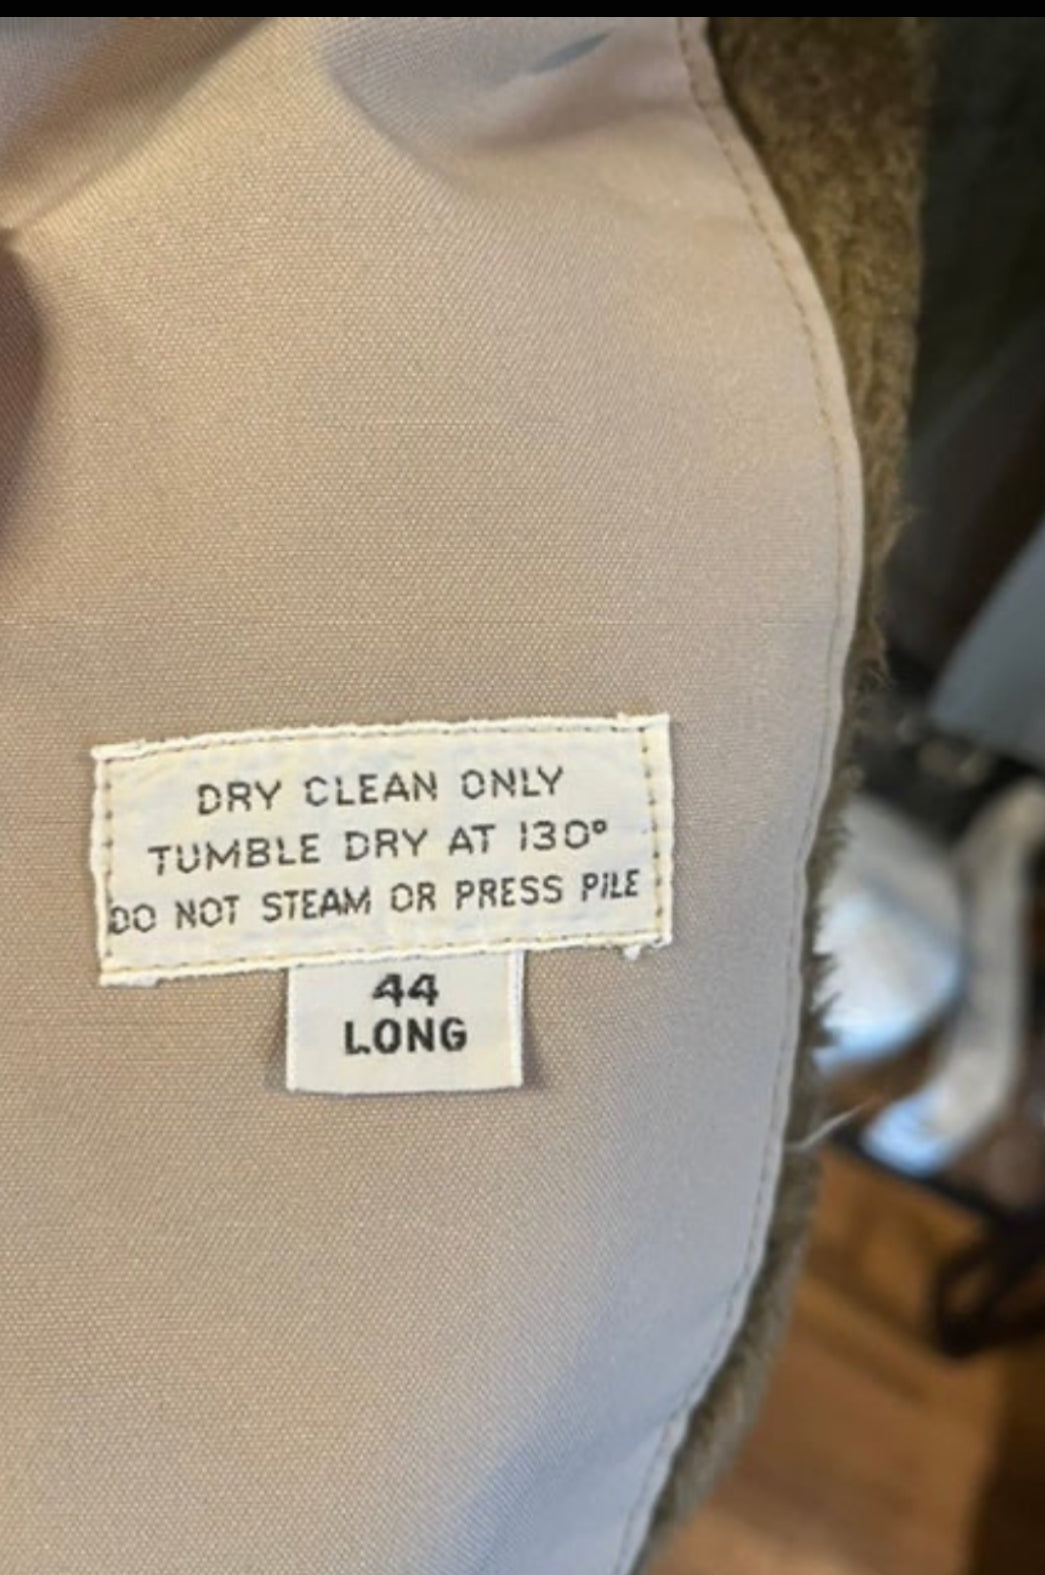 DRY CLEAN ONLY
TUMBLE DRY AT 130°
DO NOT STEAM OR PRESS PILE
44
LONG